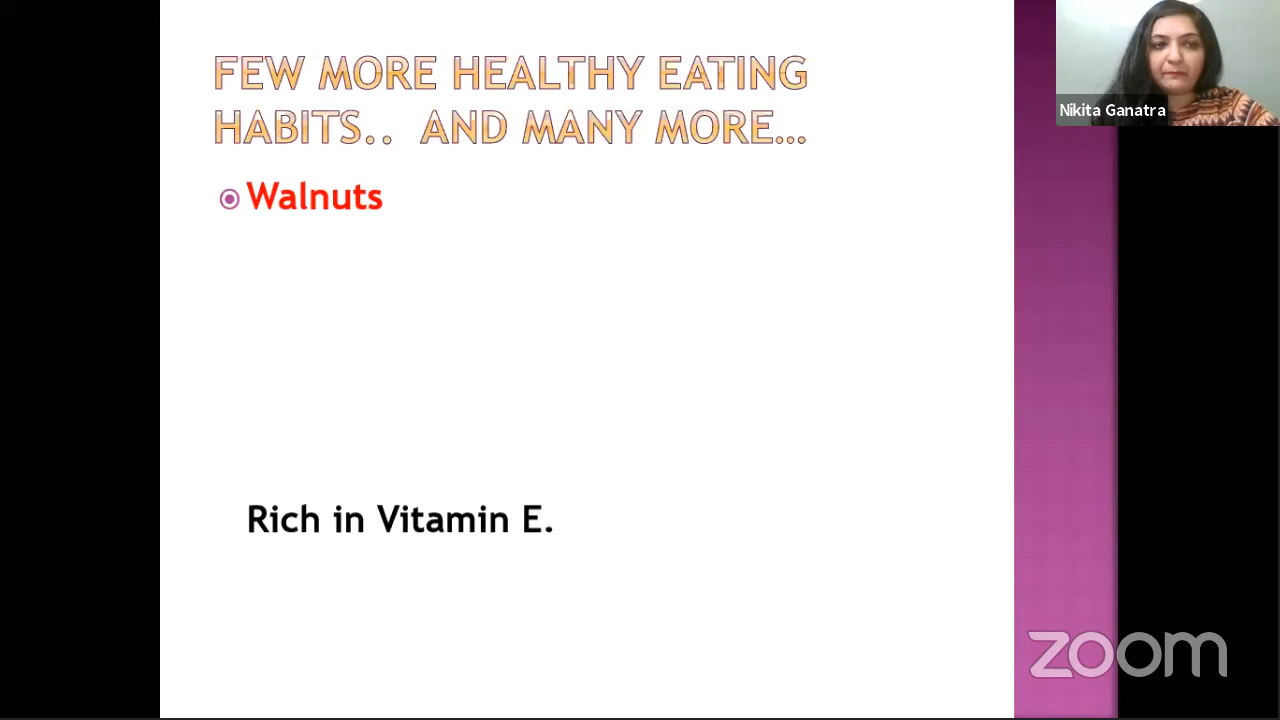 FEW MORE HEALTHY EATING
HABITS.. AND MANY MORE...
Walnuts
Rich in Vitamin E.
Nikita Ganatra
zoom